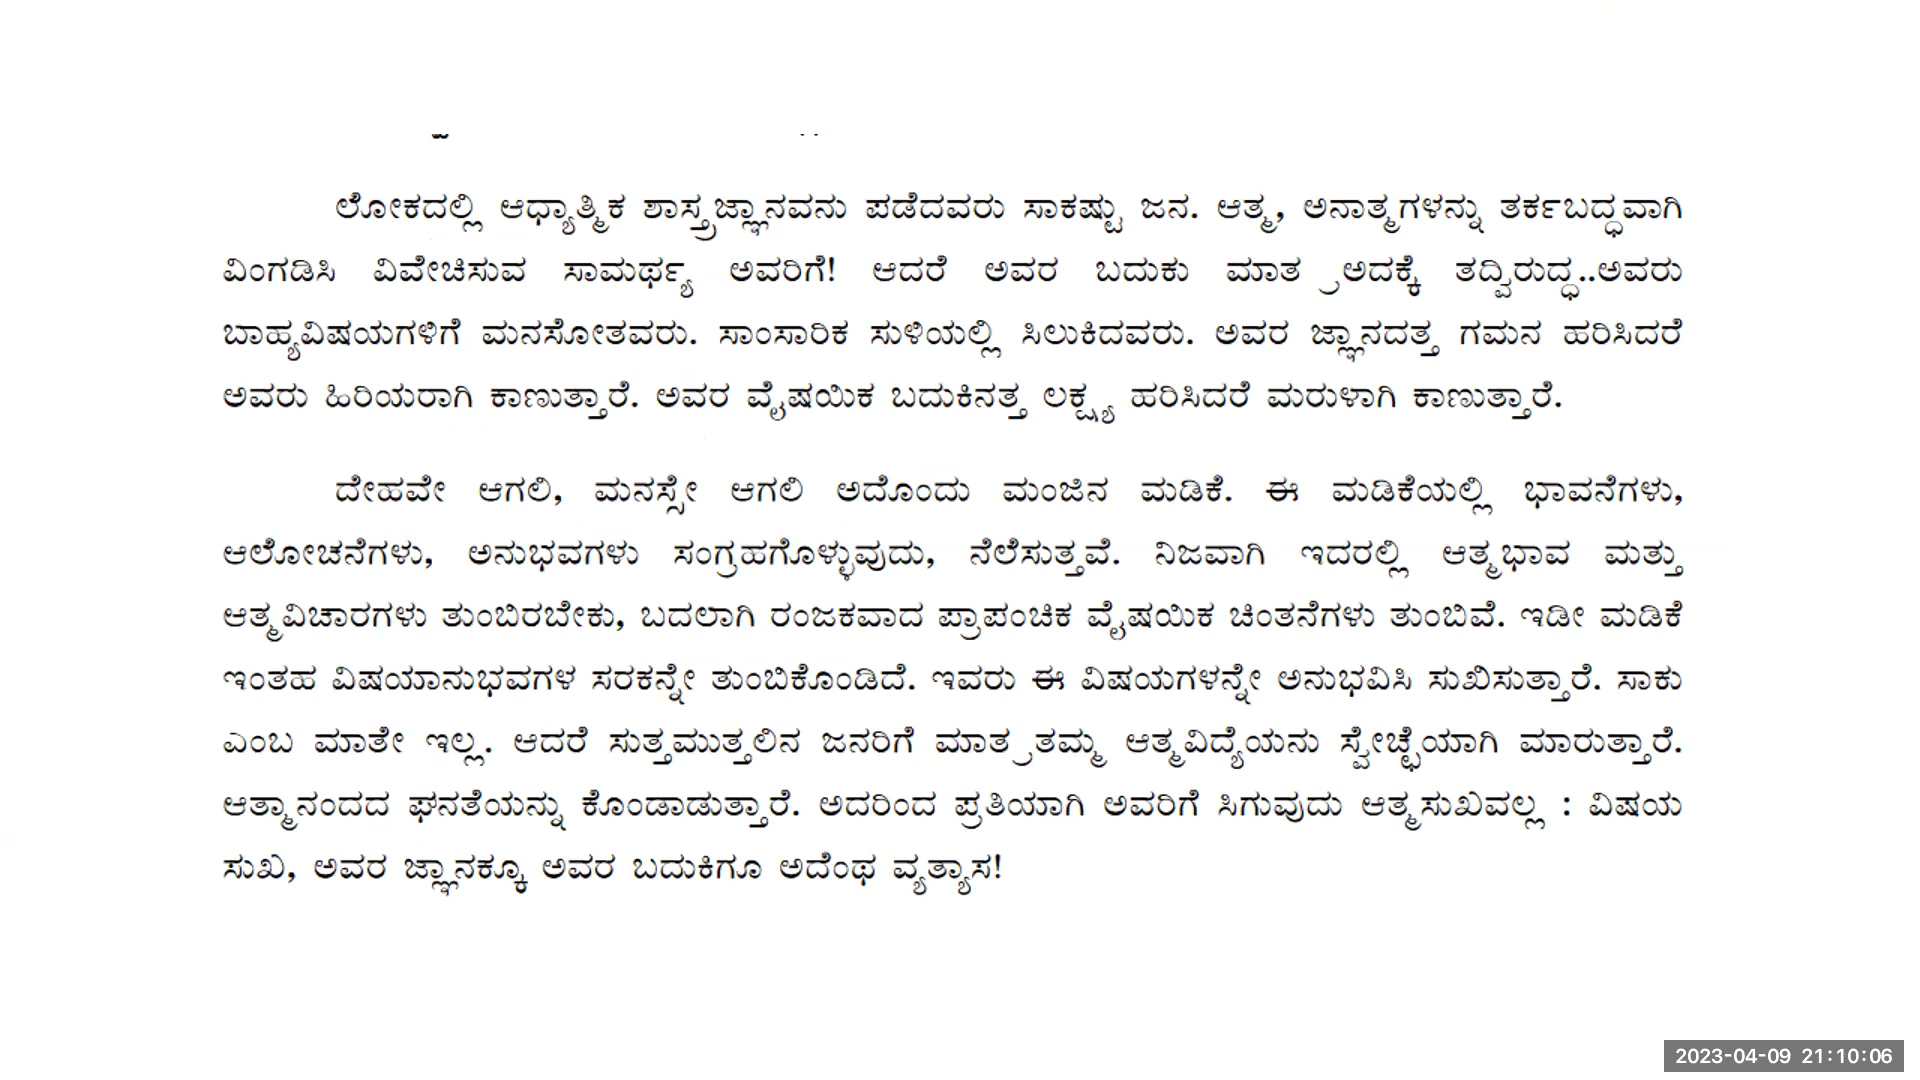 ಲೋಕದಲ್ಲಿ ಆಧ್ಯಾತ್ಮಿಕ ಶಾಸ್ತ್ರಜ್ಞಾನವನು ಪಡೆದವರು ಸಾಕಷ್ಟು ಜನ. ಆತ್ಮ, ಅನಾತ್ಮಗಳನ್ನು ತರ್ಕಬದ್ಧವಾಗಿ
ವಿಂಗಡಿಸಿ ವಿವೇಚಿಸುವ ಸಾಮರ್ಥ್ಯ ಅವರಿಗೆ! ಆದರೆ ಅವರ ಬದುಕು ಮಾತ್ರ ಅದಕ್ಕೆ ತದ್ವಿರುದ್ಧ..ಅವರು
ಬಾಹ್ಯವಿಷಯಗಳಿಗೆ ಮನಸೋತವರು. ಸಾಂಸಾರಿಕ ಸುಳಿಯಲ್ಲಿ ಸಿಲುಕಿದವರು. ಅವರ ಜ್ಞಾನದತ್ತ ಗಮನ ಹರಿಸಿದರೆ
ಅವರು ಹಿರಿಯರಾಗಿ ಕಾಣುತ್ತಾರೆ. ಅವರ ವೈಷಯಿಕ ಬದುಕಿನತ್ತ ಲಕ್ಷ್ಯ ಹರಿಸಿದರೆ ಮರುಳಾಗಿ ಕಾಣುತ್ತಾರೆ.
ದೇಹವೇ ಆಗಲಿ, ಮನಸ್ಸೇ ಆಗಲಿ ಅದೊಂದು ಮಂಜಿನ ಮಡಿಕೆ. ಈ ಮಡಿಕೆಯಲ್ಲಿ ಭಾವನೆಗಳು,
ಆಲೋಚನೆಗಳು, ಅನುಭವಗಳು ಸಂಗ್ರಹಗೊಳ್ಳುವುದು, ನೆಲೆಸುತ್ತವೆ. ನಿಜವಾಗಿ ಇದರಲ್ಲಿ ಆತ್ಮಭಾವ ಮತ್ತು
ಆತ್ಮವಿಚಾರಗಳು ತುಂಬಿರಬೇಕು, ಬದಲಾಗಿ ರಂಜಕವಾದ ಪ್ರಾಪಂಚಿಕ ವೈಷಯಿಕ ಚಿಂತನೆಗಳು ತುಂಬಿವೆ. ಇಡೀ ಮಡಿಕೆ
ಇಂತಹ ವಿಷಯಾನುಭವಗಳ ಸರಕನ್ನೇ ತುಂಬಿಕೊಂಡಿದೆ. ಇವರು ಈ ವಿಷಯಗಳನ್ನೇ ಅನುಭವಿಸಿ ಸುಖಿಸುತ್ತಾರೆ. ಸಾಕು
ಎಂಬ ಮಾತೇ ಇಲ್ಲ. ಆದರೆ ಸುತ್ತಮುತ್ತಲಿನ ಜನರಿಗೆ ಮಾತ್ರ ತಮ್ಮ ಆತ್ಮವಿದ್ಯೆಯನು ಸ್ವೇಚ್ಛೆಯಾಗಿ ಮಾರುತ್ತಾರೆ.
ಆತ್ಮಾನಂದದ ಘನತೆಯನ್ನು ಕೊಂಡಾಡುತ್ತಾರೆ. ಅದರಿಂದ ಪ್ರತಿಯಾಗಿ ಅವರಿಗೆ ಸಿಗುವುದು ಆತ್ಮಸುಖವಲ್ಲ : ವಿಷಯ
ಸುಖ, ಅವರ ಜ್ಞಾನಕ್ಕೂ ಅವರ ಬದುಕಿಗೂ ಅದೆಂಥ ವ್ಯತ್ಯಾಸ!
2023-04-09 21:10:06